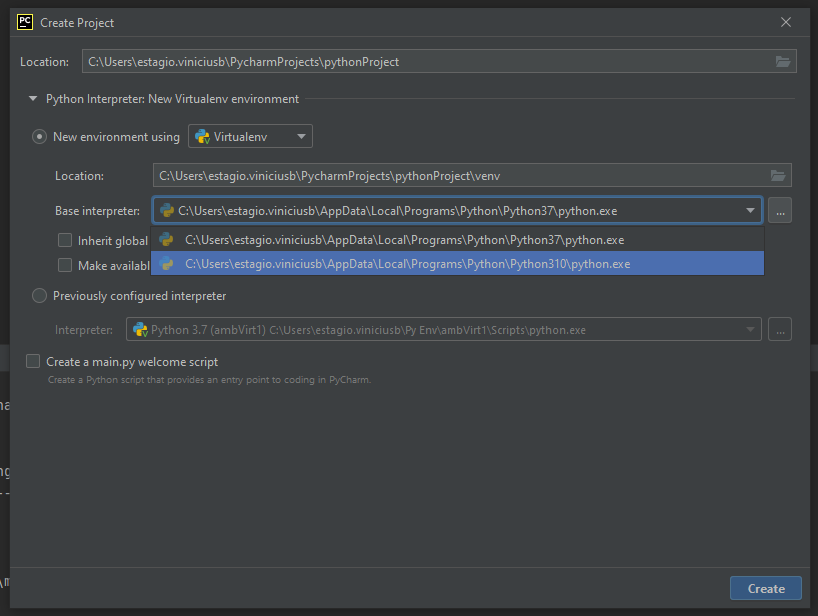 PC Create Project
Location: C:\Users\estagio.viniciusb\PycharmProjects\pythonProject
Python Interpreter: New Virtualenv environment
New environment using Virtualenv
Location: C:\Users\estagio.viniciusb\PycharmProjects\pythonProject\venv
Base interpreter: C:\Users\estagio.viniciusb\AppData\Local\Programs\Python\Python37\python.exe ...
Inherit global C:\Users\estagio.viniciusb\AppData\Local\Programs\Python\Python37\python.exe
Make availabl C:\Users\estagio.viniciusb\AppData\Local\Programs\Python\Python310\python.exe
Previously configured interpreter
Interpreter: Python 3.7 (ambVirt1) C:\Users\estagio.viniciusb\Py Env\ambVirt1\Scripts\python.exe ...
Create a main.py welcome script
Create a Python script that provides an entry point to coding in PyCharm.
Create